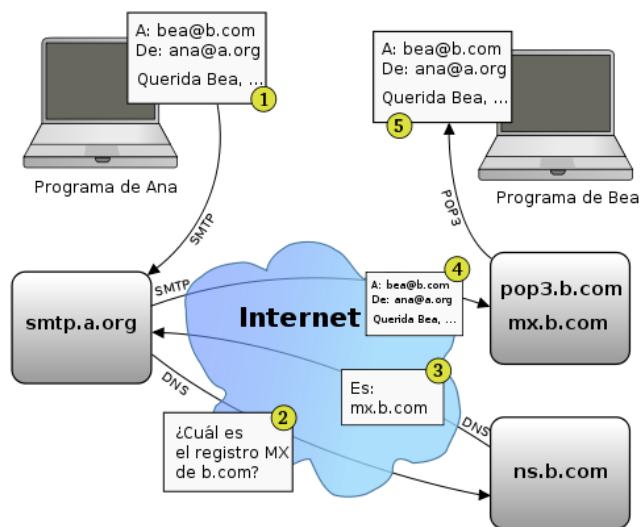 A: bea@b.com
De: ana@a.org
Querida Bea, ...
1
Programa de Ana
SMTP
A: bea@b.com
De: ana@a.org
Querida Bea, ...
5
Programa de Bea
POP3
smtp.a.org
SMTP
Internet
A: bea@b.com
De: ana@a.org
Querida Bea, ...
4
pop3.b.com
mx.b.com
DNS
¿Cuál es
el registro MX
de b.com?
2
Es:
mx.b.com
3
DNS
ns.b.com